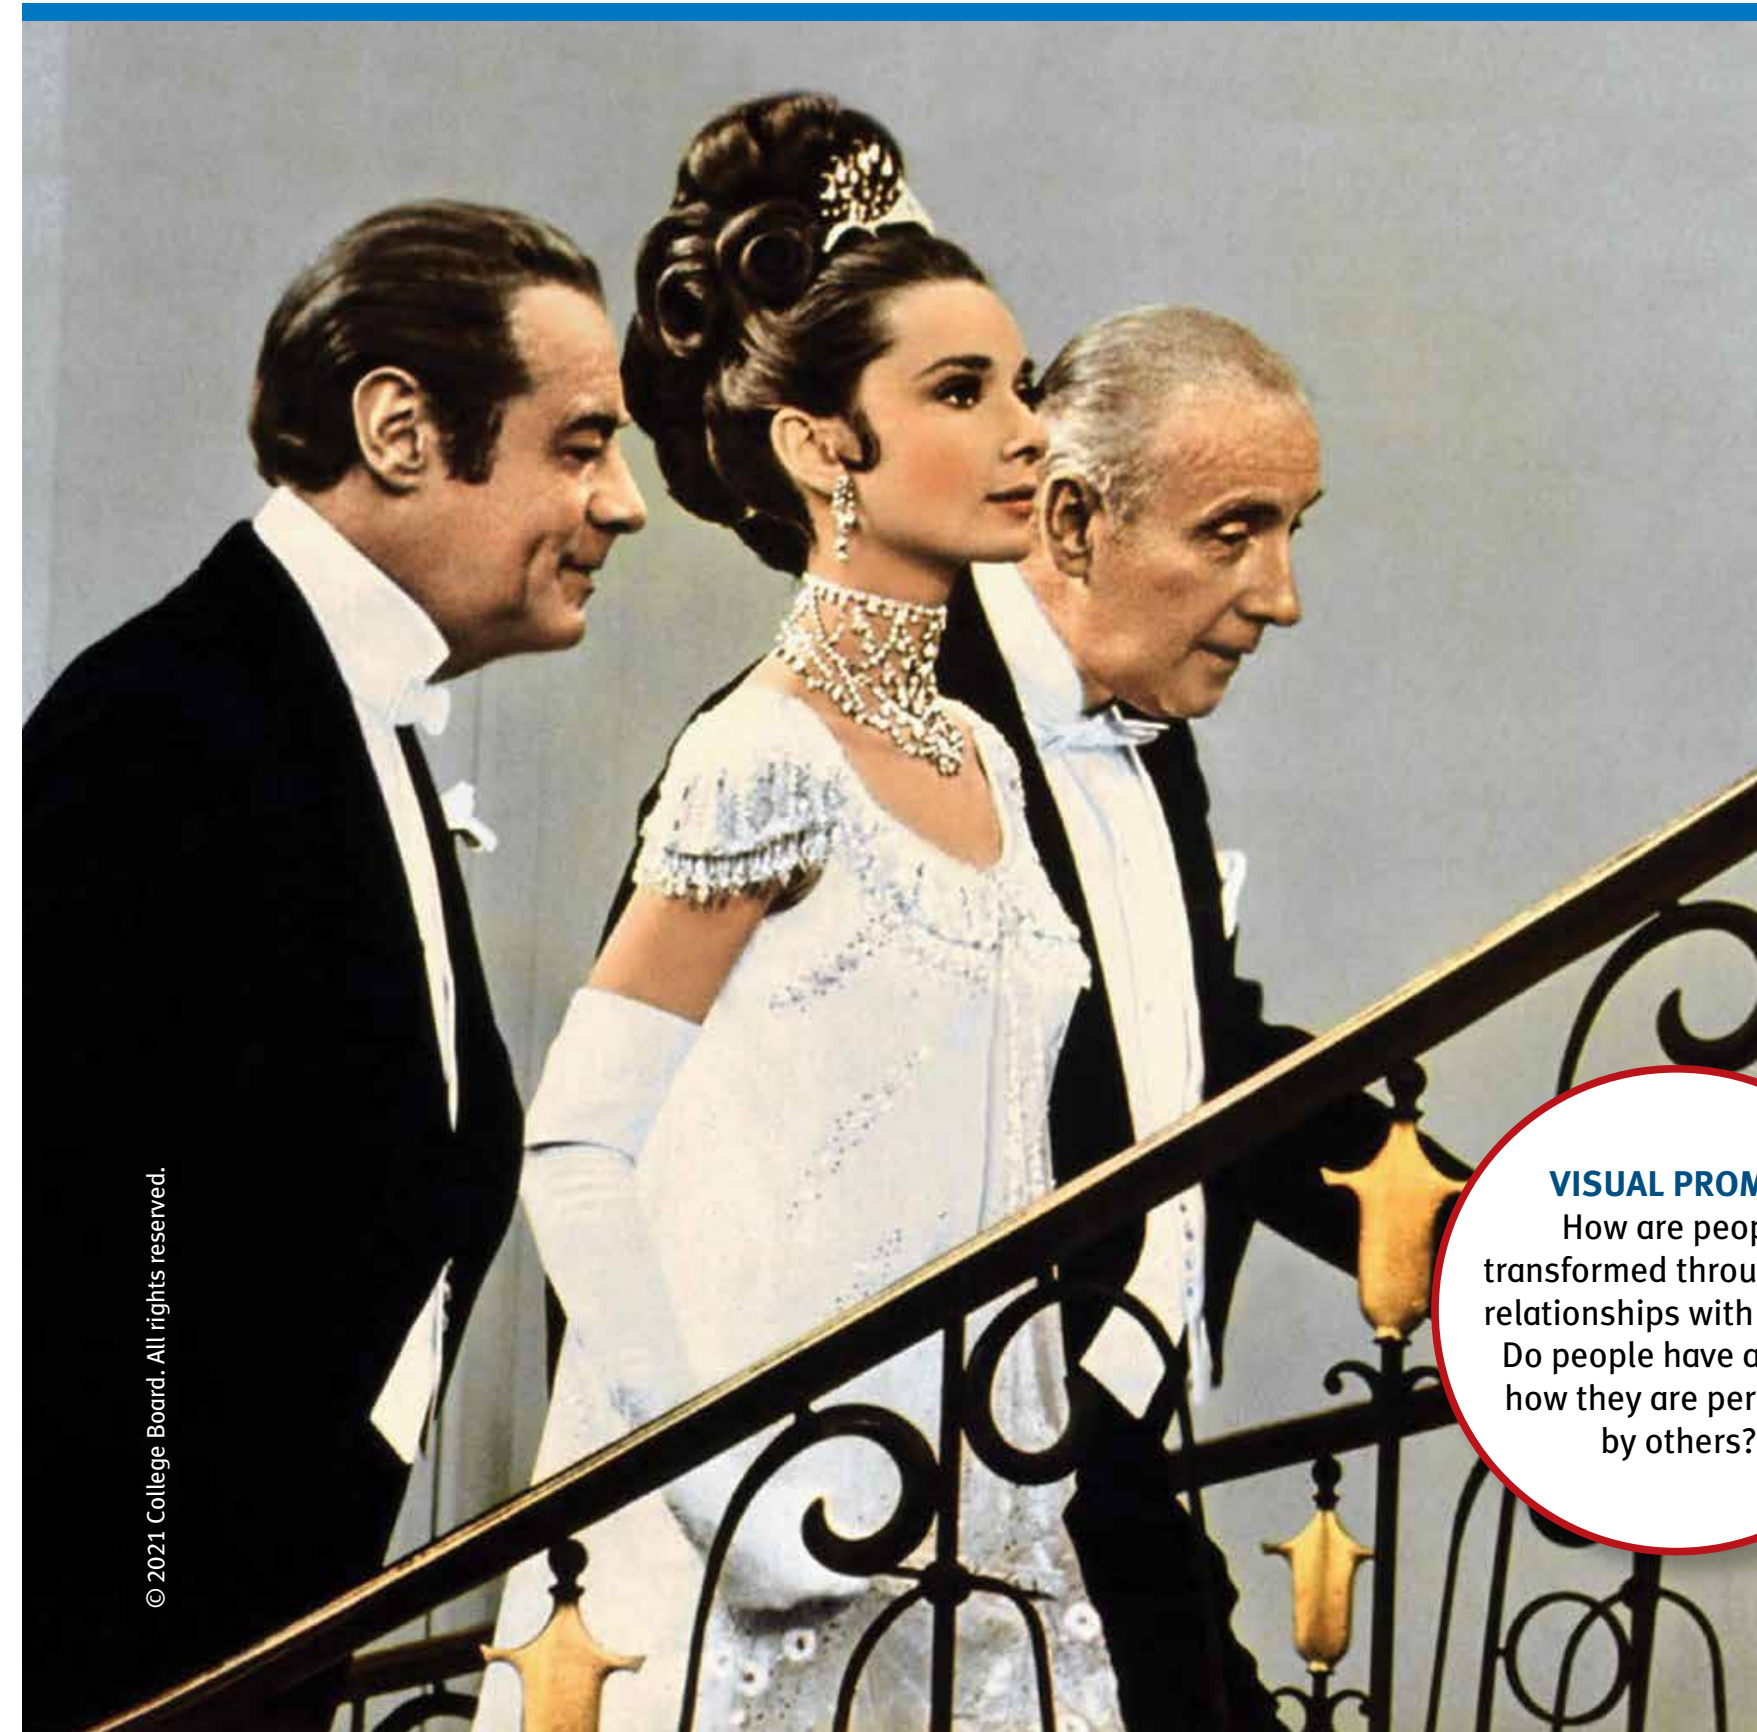 VISUAL PROM
How are peop
transformed throu
relationships with
Do people have a
how they are per
by others?
© 2021 College Board. All rights reserved.